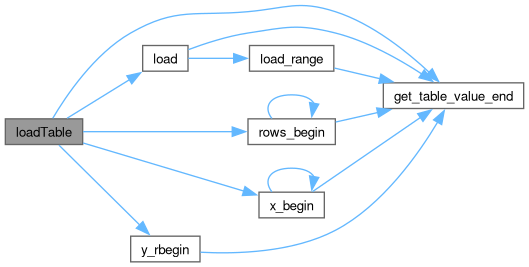 load
load_range
get_table_value_end
loadTable
rows_begin
x_begin
y_rbegin